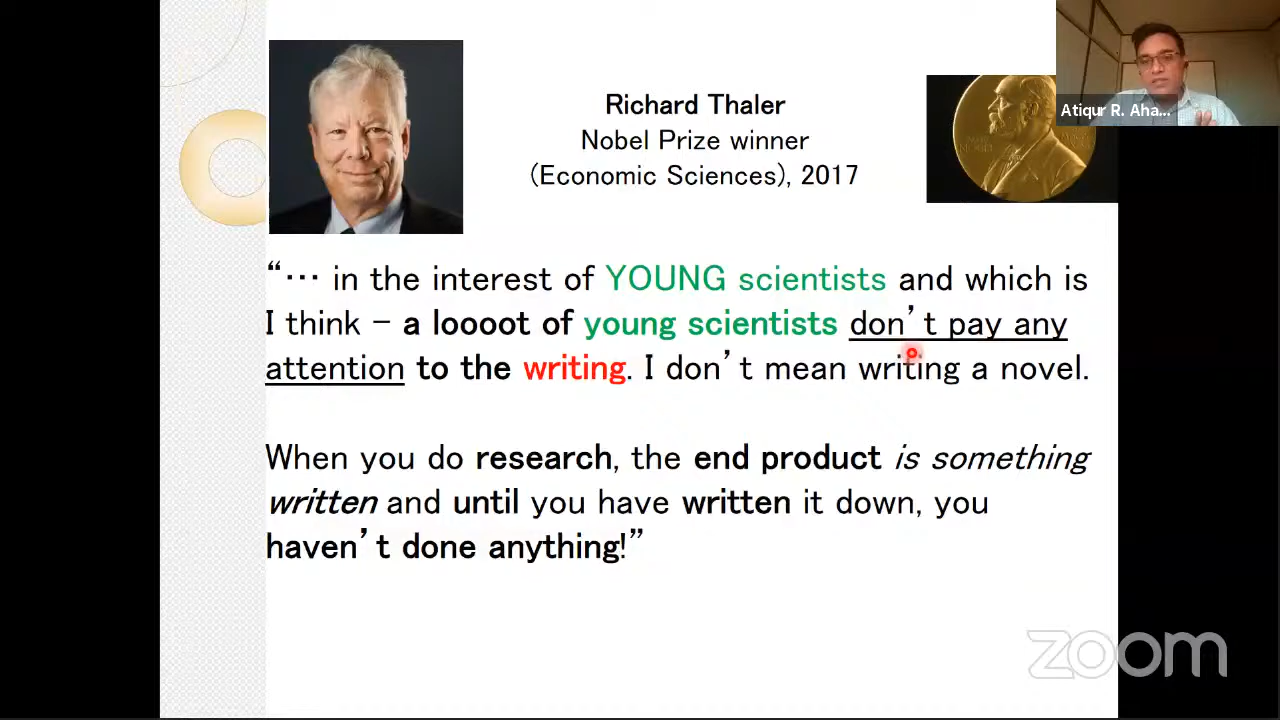 Richard Thaler
Nobel Prize winner
(Economic Sciences), 2017
Atiqur R. Aha...
“… in the interest of YOUNG scientists and which is
I think – a loooot of young scientists don’t pay any
attention to the writing. I don’t mean writing a novel.
When you do research, the end product is something
written and until you have written it down, you
haven’t done anything!”
zoom